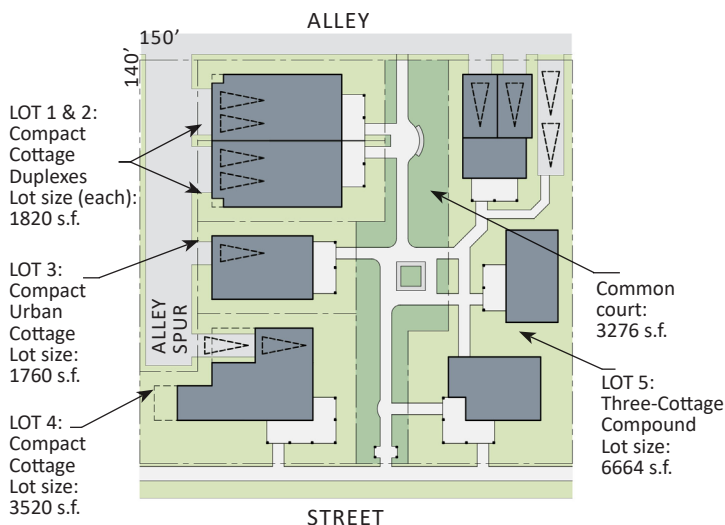 ALLEY
150’
140’
LOT 1 & 2:
Compact
Cottage
Duplexes
Lot size (each):
1820 s.f.
LOT 3:
Compact
Urban
Cottage
Lot size:
1760 s.f.
ALLEY
SPUR
LOT 4:
Compact
Cottage
Lot size:
3520 s.f.
Common
court:
3276 s.f.
LOT 5:
Three-Cottage
Compound
Lot size:
6664 s.f.
STREET